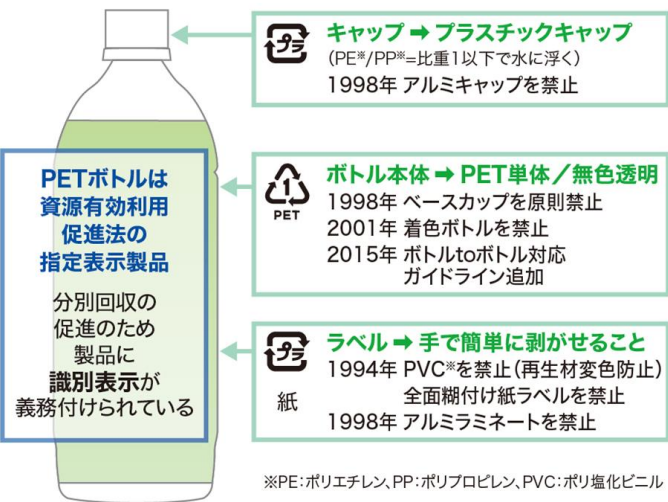 プラ
キャップ ➡ プラスチックキャップ
（PE※/PP※=比重1以下で水に浮く）
1998年 アルミキャップを禁止
PETボトルは
資源有効利用
促進法の
指定表示製品
分別回収の
促進のため
製品に
識別表示が
義務付けられている
1
PET
ボトル本体 ➡ PET単体／無色透明
1998年 ベースカップを原則禁止
2001年 着色ボトルを禁止
2015年 ボトルtoボトル対応
ガイドライン追加
プラ
紙
ラベル ➡ 手で簡単に剥がせること
1994年 PVC※を禁止（再生材変色防止）
全面糊付け紙ラベルを禁止
1998年 アルミラミネートを禁止
※PE：ポリエチレン、PP：ポリプロピレン、PVC：ポリ塩化ビニル